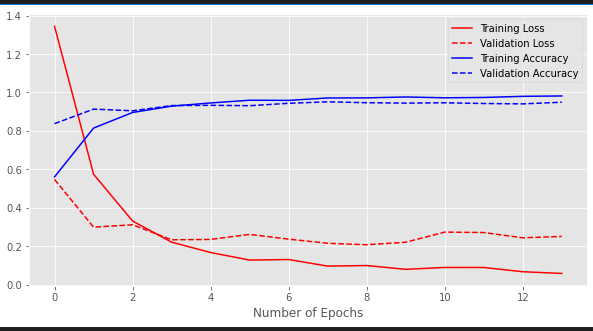 1.4
1.2
1.0
0.8
0.6
0.4
0.2
0.0
Training Loss
Validation Loss
Training Accuracy
Validation Accuracy
0 2 4 6 8 10 12
Number of Epochs